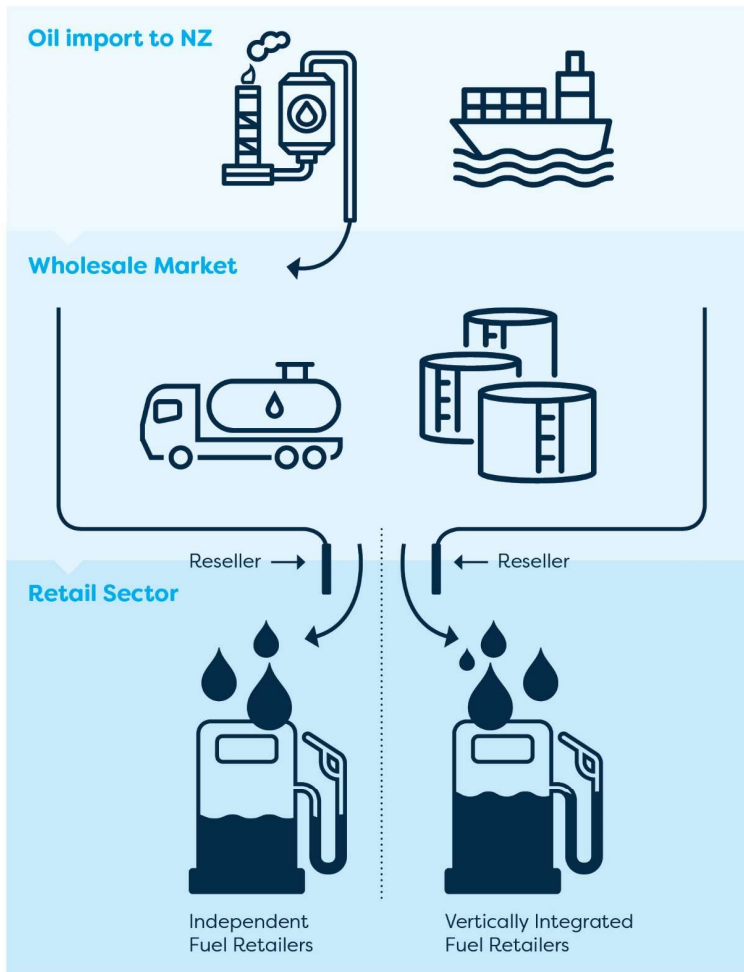 Oil import to NZ
Wholesale Market
Reseller
Reseller
Retail Sector
Independent
Fuel Retailers
Vertically Integrated
Fuel Retailers